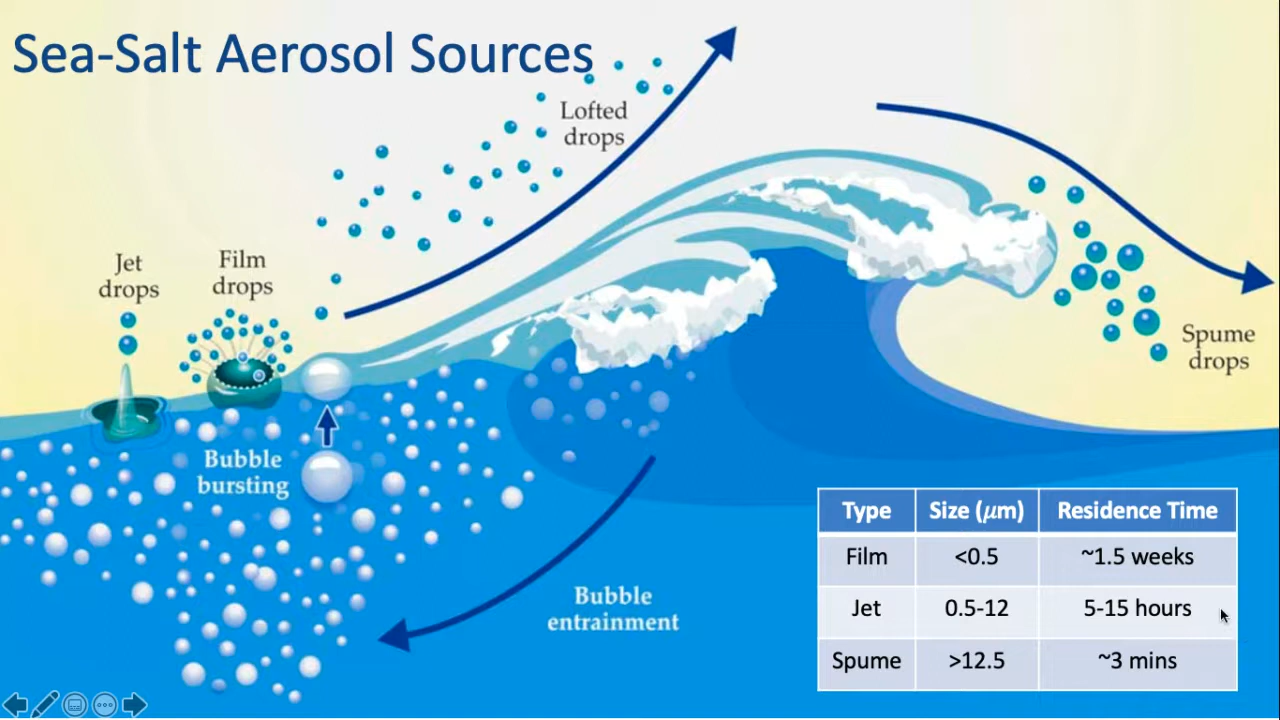 Sea-Salt Aerosol Sources
Lofted
drops
Jet
drops
Film
drops
Spume
drops
Bubble
bursting
Bubble
entrainment
Type Size (μm) Residence Time
Film <0.5 ~1.5 weeks
Jet 0.5-12 5-15 hours
Spume >12.5 ~3 mins